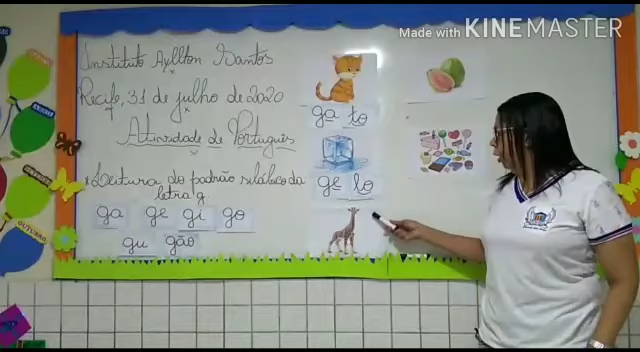 Made with KINEMASTER
Instituto Ayllton Santos
Recife, 31 de julho de 2020
Atividade de Português
*Leitura do padrão silábico da
letra g
ga ge gi go
gu gão
ga to
ge lo
OUTUBRO